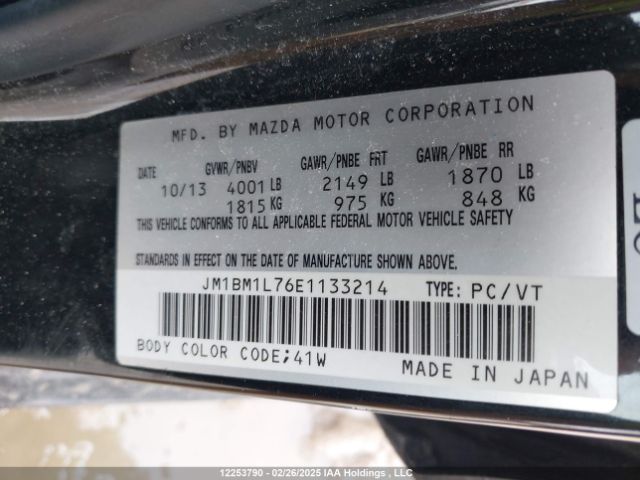 MFD. BY MAZDA MOTOR CORPORATION
DATE GVWR/PNBV GAWR/PNBE FRT GAWR/PNBE RR
10/13 4001 LB 2149 LB 1870 LB
1815 KG 975 KG 848 KG
THIS VEHICLE CONFORMS TO ALL APPLICABLE FEDERAL MOTOR VEHICLE SAFETY
STANDARDS IN EFFECT ON THE DATE OF MANUFACTURE SHOWN ABOVE.
JM1BM1L76E1133214 TYPE: PC/VT
BODY COLOR CODE;41W MADE IN JAPAN
12253790 - 02/26/2025 IAA Holdings , LLC